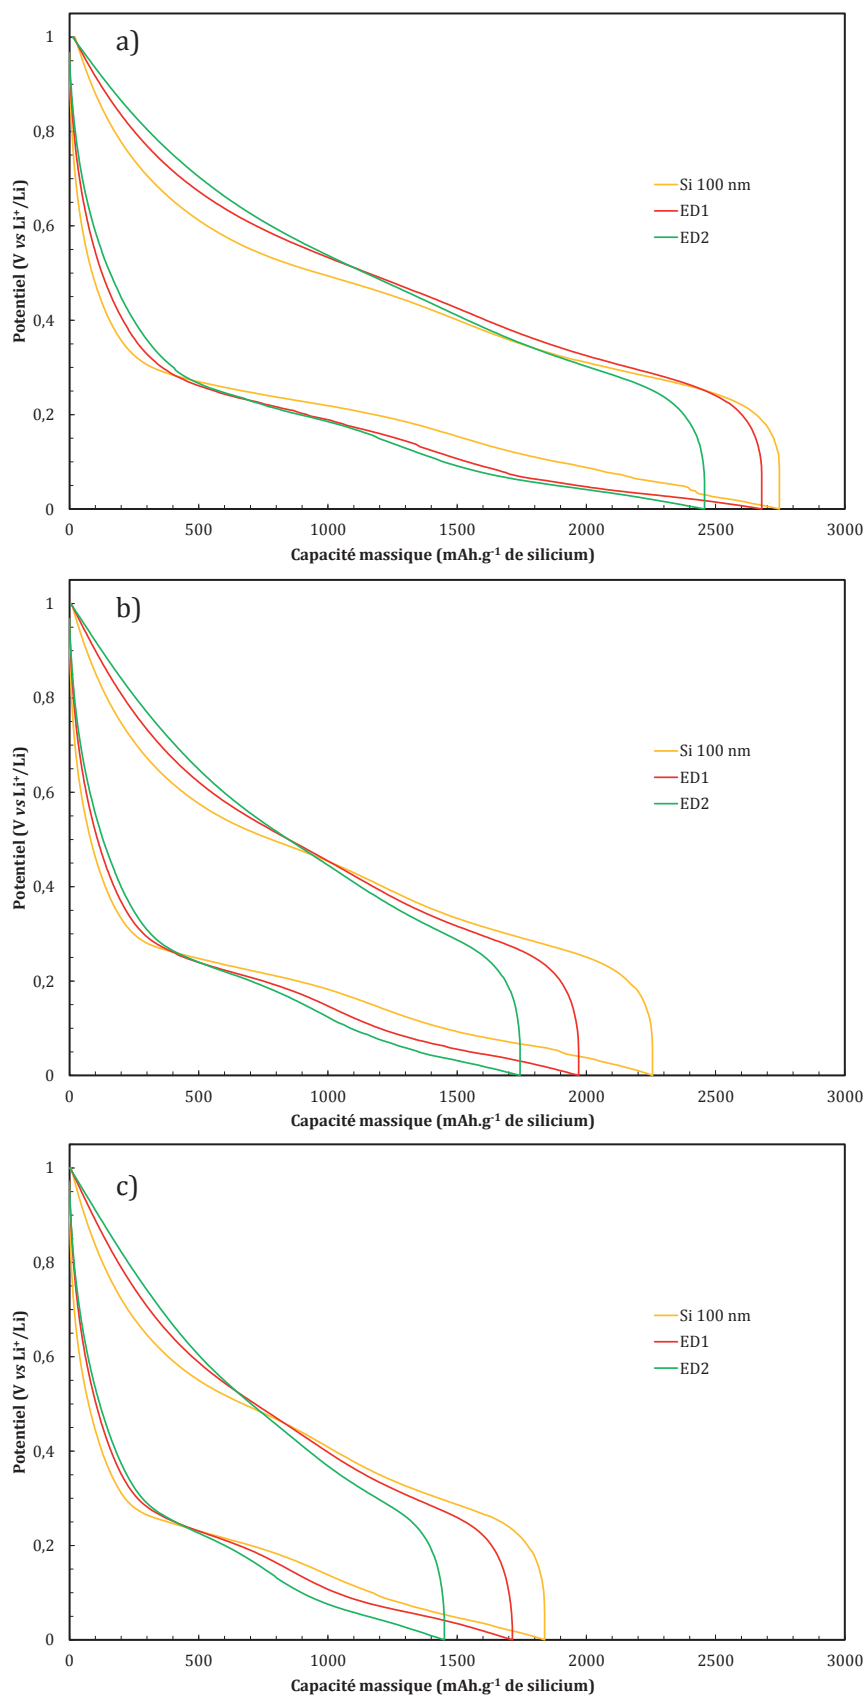 a)
1
0,8
0,6
0,4
0,2
0
Potentiel (V vs Li⁺/Li)
Si 100 nm
ED1
ED2
0 500 1000 1500 2000 2500 3000
Capacité massique (mAh.g⁻¹ de silicium)
b)
1
0,8
0,6
0,4
0,2
0
Potentiel (V vs Li⁺/Li)
Si 100 nm
ED1
ED2
0 500 1000 1500 2000 2500 3000
Capacité massique (mAh.g⁻¹ de silicium)
c)
1
0,8
0,6
0,4
0,2
0
Potentiel (V vs Li⁺/Li)
Si 100 nm
ED1
ED2
0 500 1000 1500 2000 2500 3000
Capacité massique (mAh.g⁻¹ de silicium)